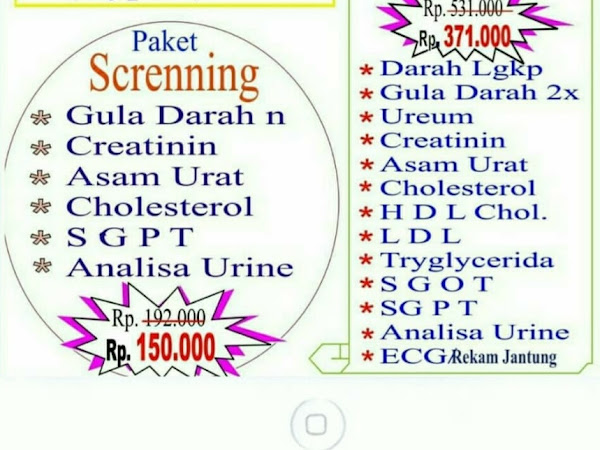 Paket
Screnning
* Gula Darah n
* Creatinin
* Asam Urat
* Cholesterol
* S G P T
* Analisa Urine
Rp. 192.000
Rp. 150.000
Rp. 531.000
Rp. 371.000
* Darah Lgkp
* Gula Darah 2x
* Ureum
* Creatinin
* Asam Urat
* Cholesterol
* H D L Chol.
* L D L
* Tryglycerida
* S G O T
* SG P T
* Analisa Urine
* ECG/Rekam Jantung